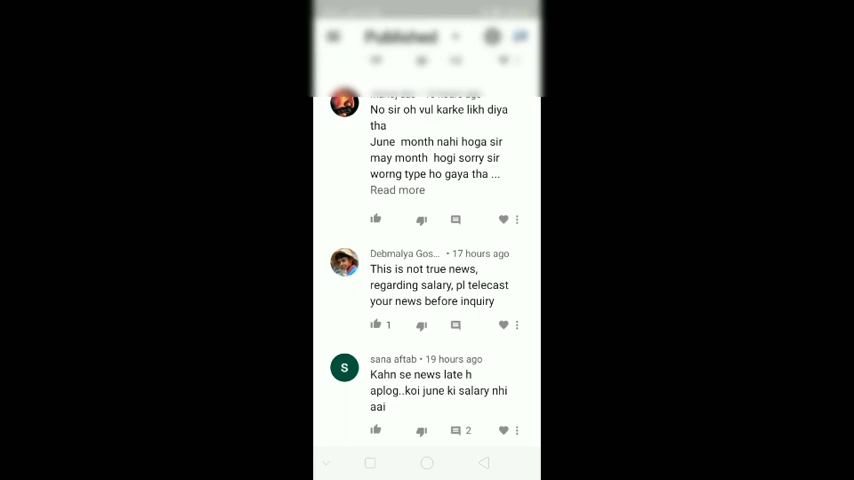 Published
hours ago
No sir oh vul karke likh diya
tha
June month nahi hoga sir
may month hogi sorry sir
worng type ho gaya tha ...
Read more
Debmalya Gos... • 17 hours ago
This is not true news,
regarding salary, pl telecast
your news before inquiry
1
S
sana aftab • 19 hours ago
Kahn se news late h
aplog..koi june ki salary nhi
aai
2